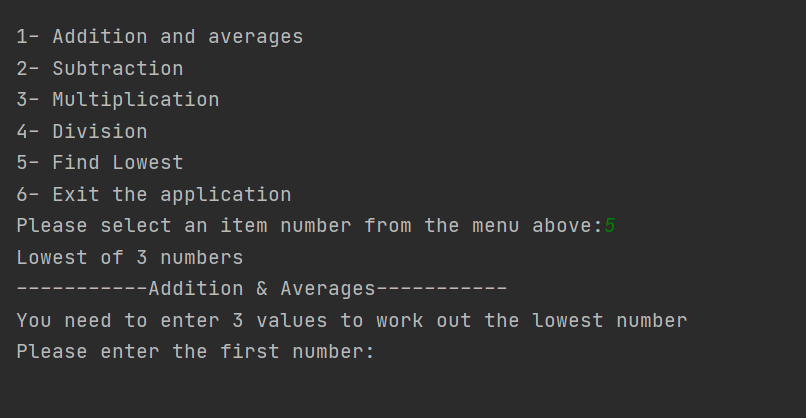 1- Addition and averages
2- Subtraction
3- Multiplication
4- Division
5- Find Lowest
6- Exit the application
Please select an item number from the menu above:5
Lowest of 3 numbers
-----------Addition & Averages-----------
You need to enter 3 values to work out the lowest number
Please enter the first number: